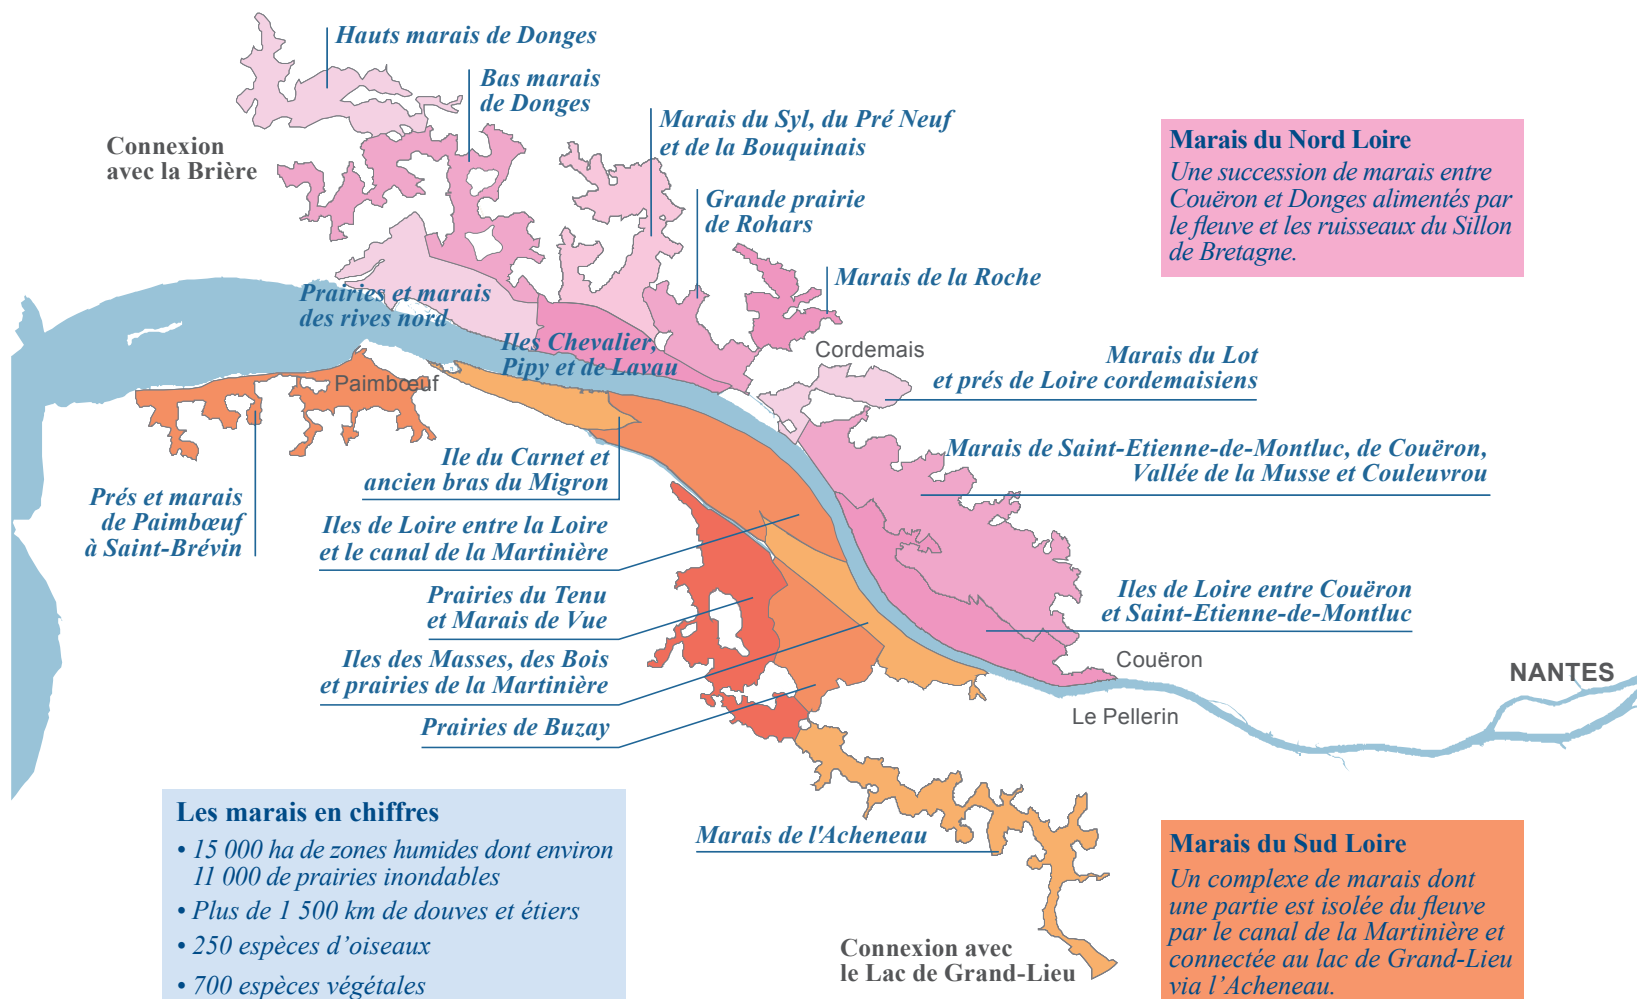 Hauts marais de Donges
Bas marais
de Donges
Connexion
avec la Brière
Marais du Syl, du Pré Neuf
et de la Bouquinais
Grande prairie
de Rohars
Marais de la Roche
Marais du Nord Loire
Une succession de marais entre
Couëron et Donges alimentés par
le fleuve et les ruisseaux du Sillon
de Bretagne.
Prairies et marais
des rives nord
Iles Chevalier,
Pipy et de Lavau
Cordemais
Marais du Lot
et prés de Loire cordemaisiens
Paimbœuf
Marais de Saint-Etienne-de-Montluc, de Couëron,
Vallée de la Musse et Couleuvrou
Ile du Carnet et
ancien bras du Migron
Prés et marais
de Paimbœuf
à Saint-Brévin
Iles de Loire entre la Loire
et le canal de la Martinière
Prairies du Tenu
et Marais de Vue
Iles de Loire entre Couëron
et Saint-Etienne-de-Montluc
Iles des Masses, des Bois
et prairies de la Martinière
Couëron
NANTES
Le Pellerin
Prairies de Buzay
Les marais en chiffres
• 15 000 ha de zones humides dont environ
11 000 de prairies inondables
• Plus de 1 500 km de douves et étiers
• 250 espèces d’oiseaux
• 700 espèces végétales
Marais de l'Acheneau
Connexion avec
le Lac de Grand-Lieu
Marais du Sud Loire
Un complexe de marais dont
une partie est isolée du fleuve
par le canal de la Martinière et
connectée au lac de Grand-Lieu
via l’Acheneau.